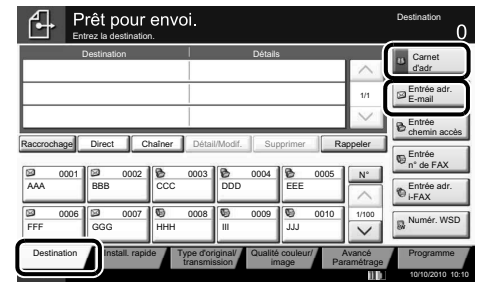 Prêt pour envoi.
Entrez la destination.
Destination
0
Destination Détails
1/1
Carnet d'adr
Entrée adr. E-mail
Entrée chemin accès
Entrée n° de FAX
Entrée adr. i-FAX
Numér. WSD
Raccrochage Direct Chaîner Détail/Modif. Supprimer Rappeler
0001 0002 0003 0004 0005 N°
AAA BBB CCC DDD EEE
0006 0007 0008 0009 0010 1/100
FFF GGG HHH III JJJ
Destination Install. rapide Type d'original/ transmission Qualité couleur/ image Avancé Paramétrage Programme
10/10/2010 10:10